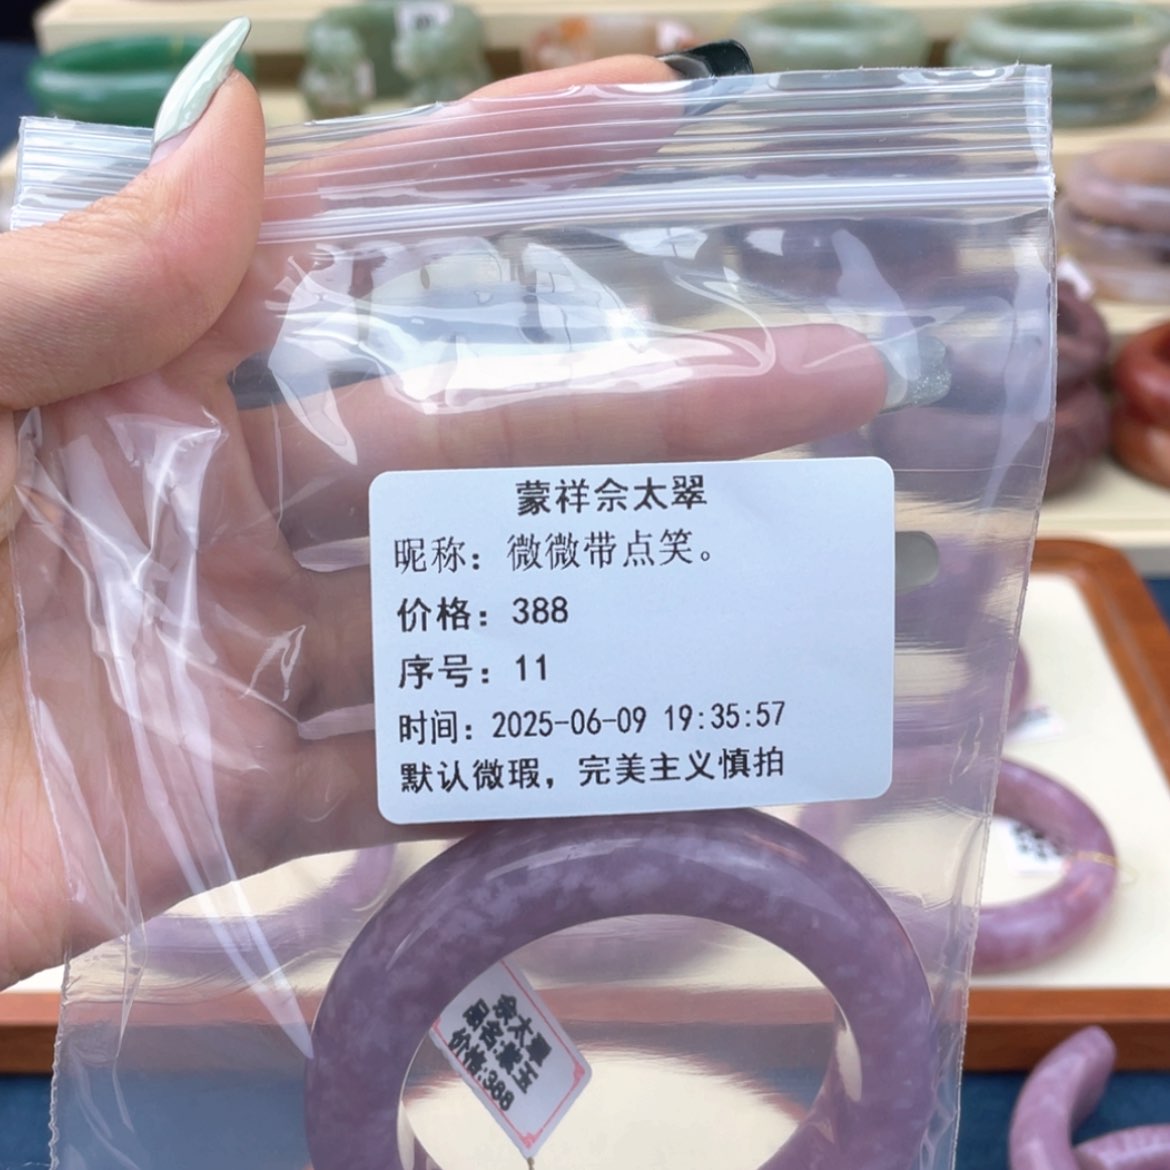 蒙祥佘太翠
昵称：微微带点笑。
价格：388
序号：11
时间：2025-06-09 19:35:57
默认微瑕，完美主义慎拍
佘太翠玉
价格:388